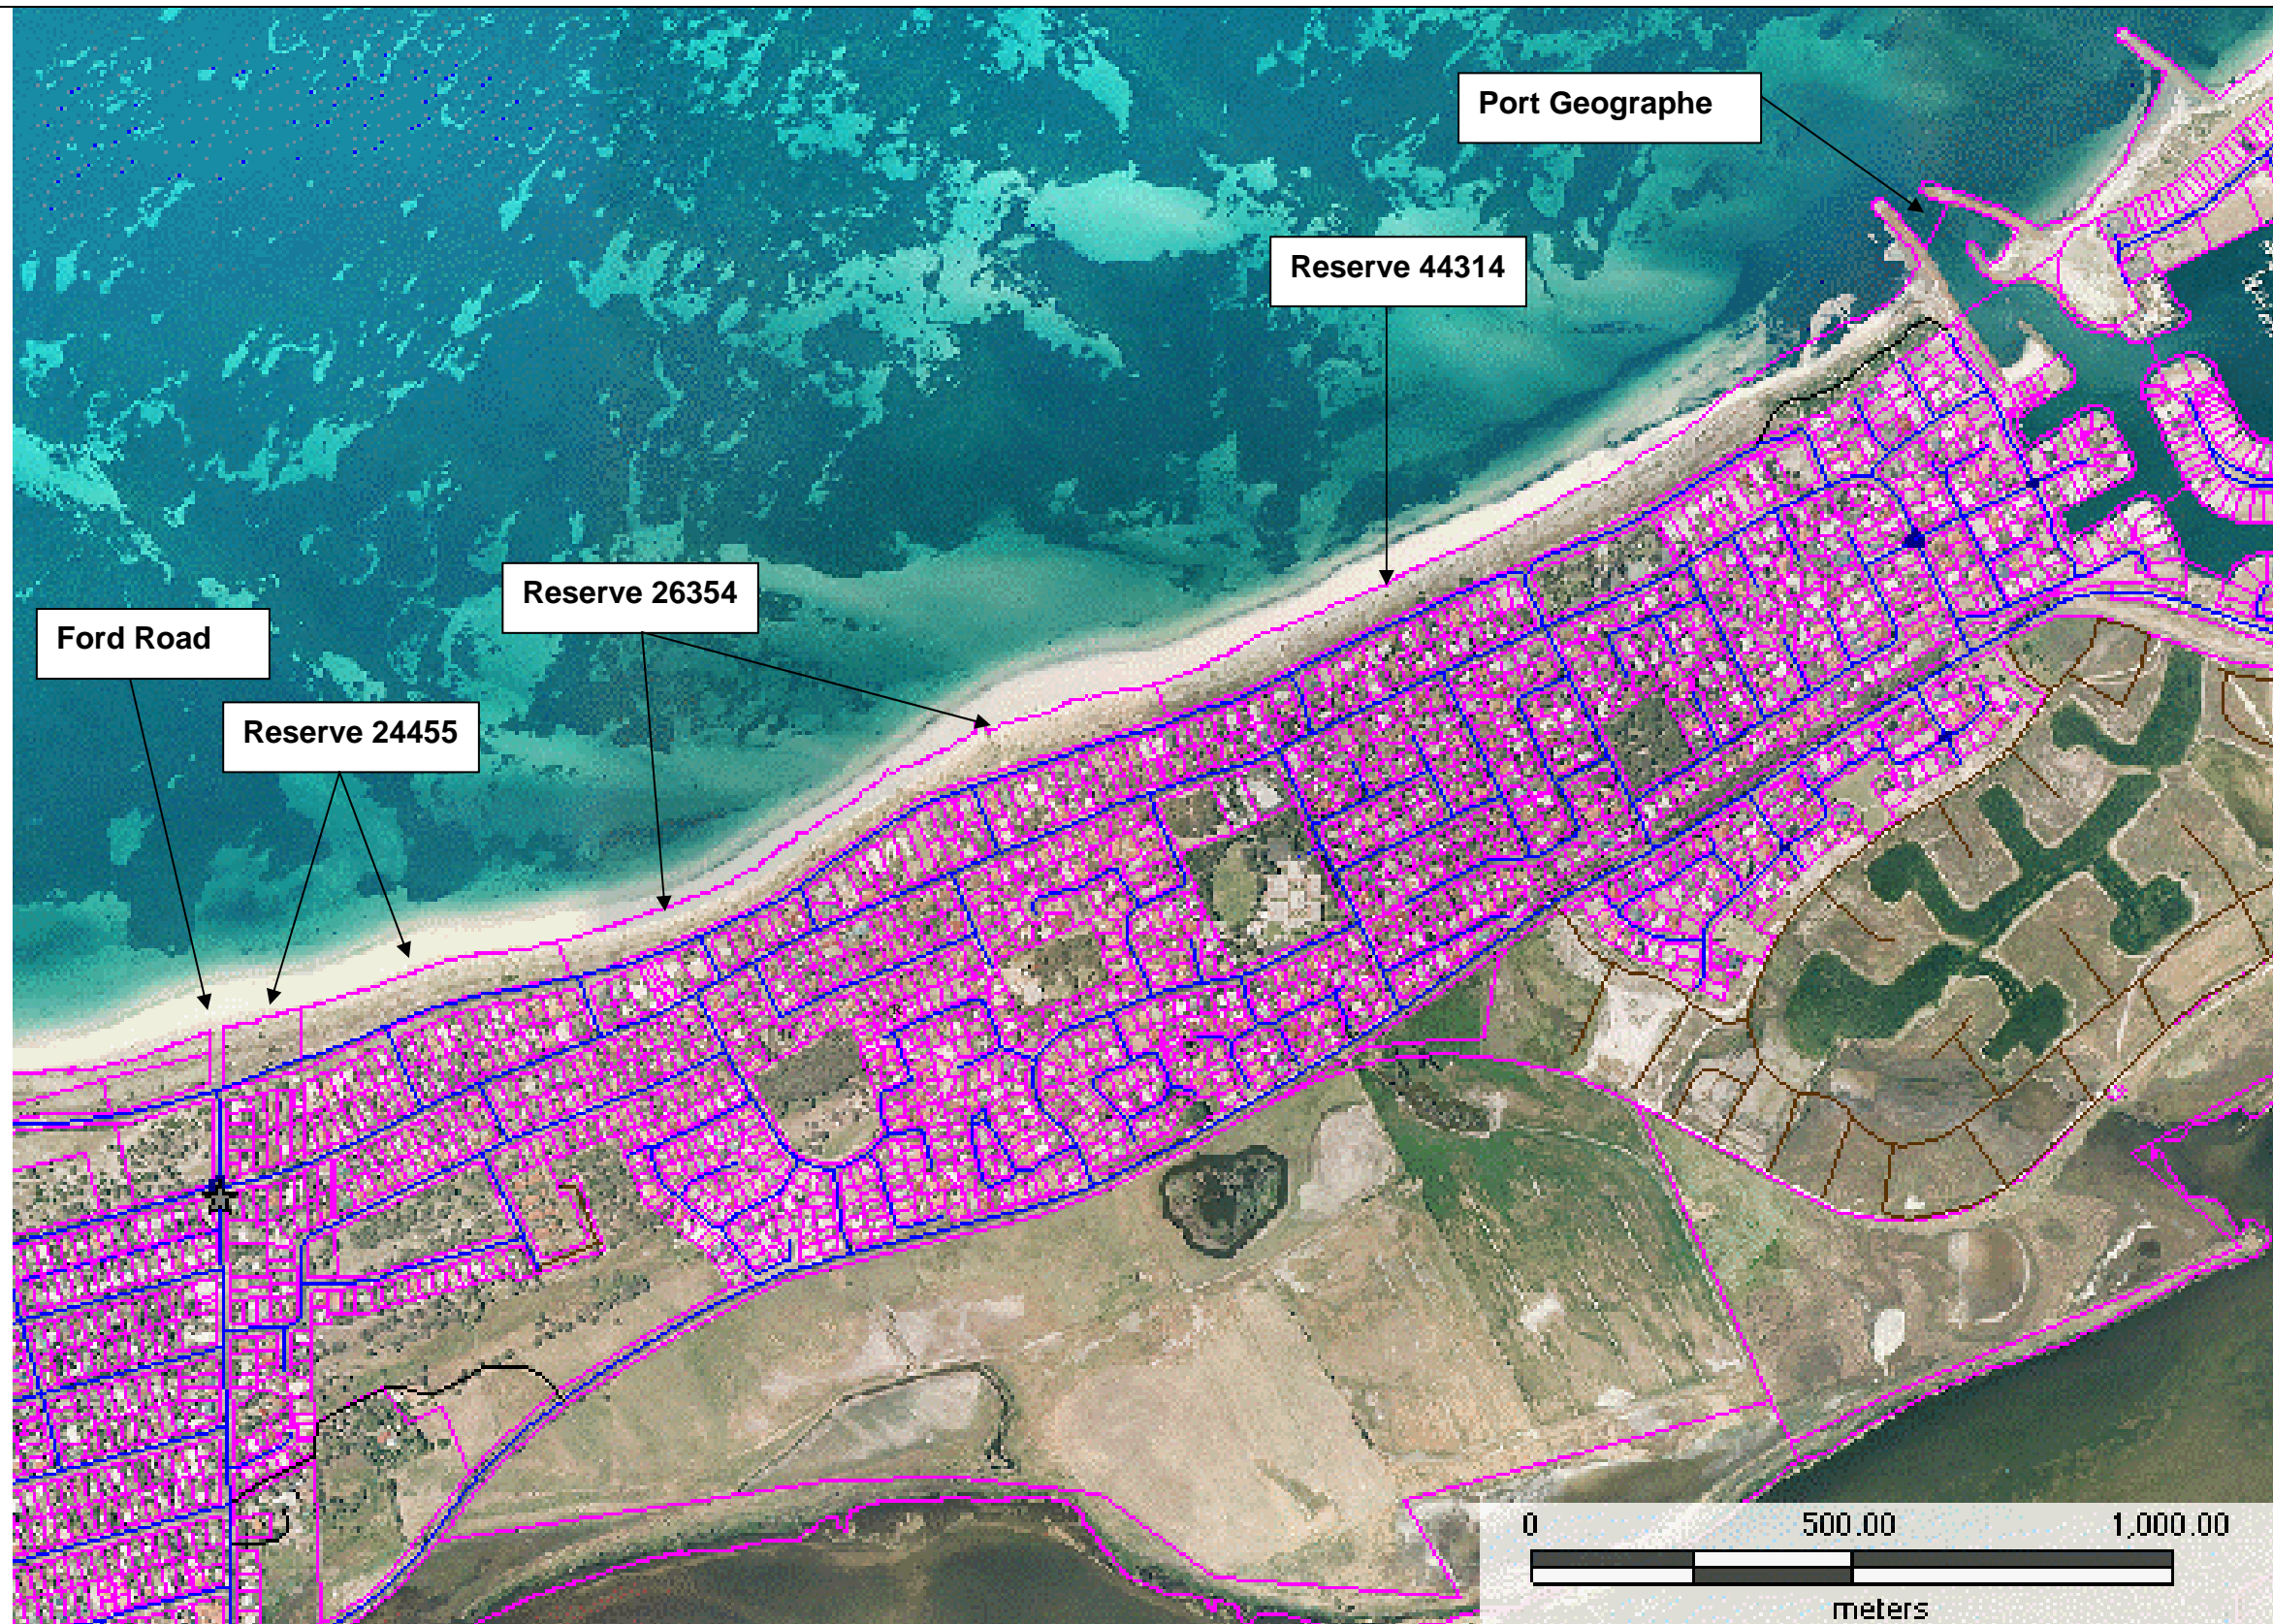 Port Geographe
Reserve 44314
Reserve 26354
Ford Road
Reserve 24455
0 500.00 1,000.00
meters